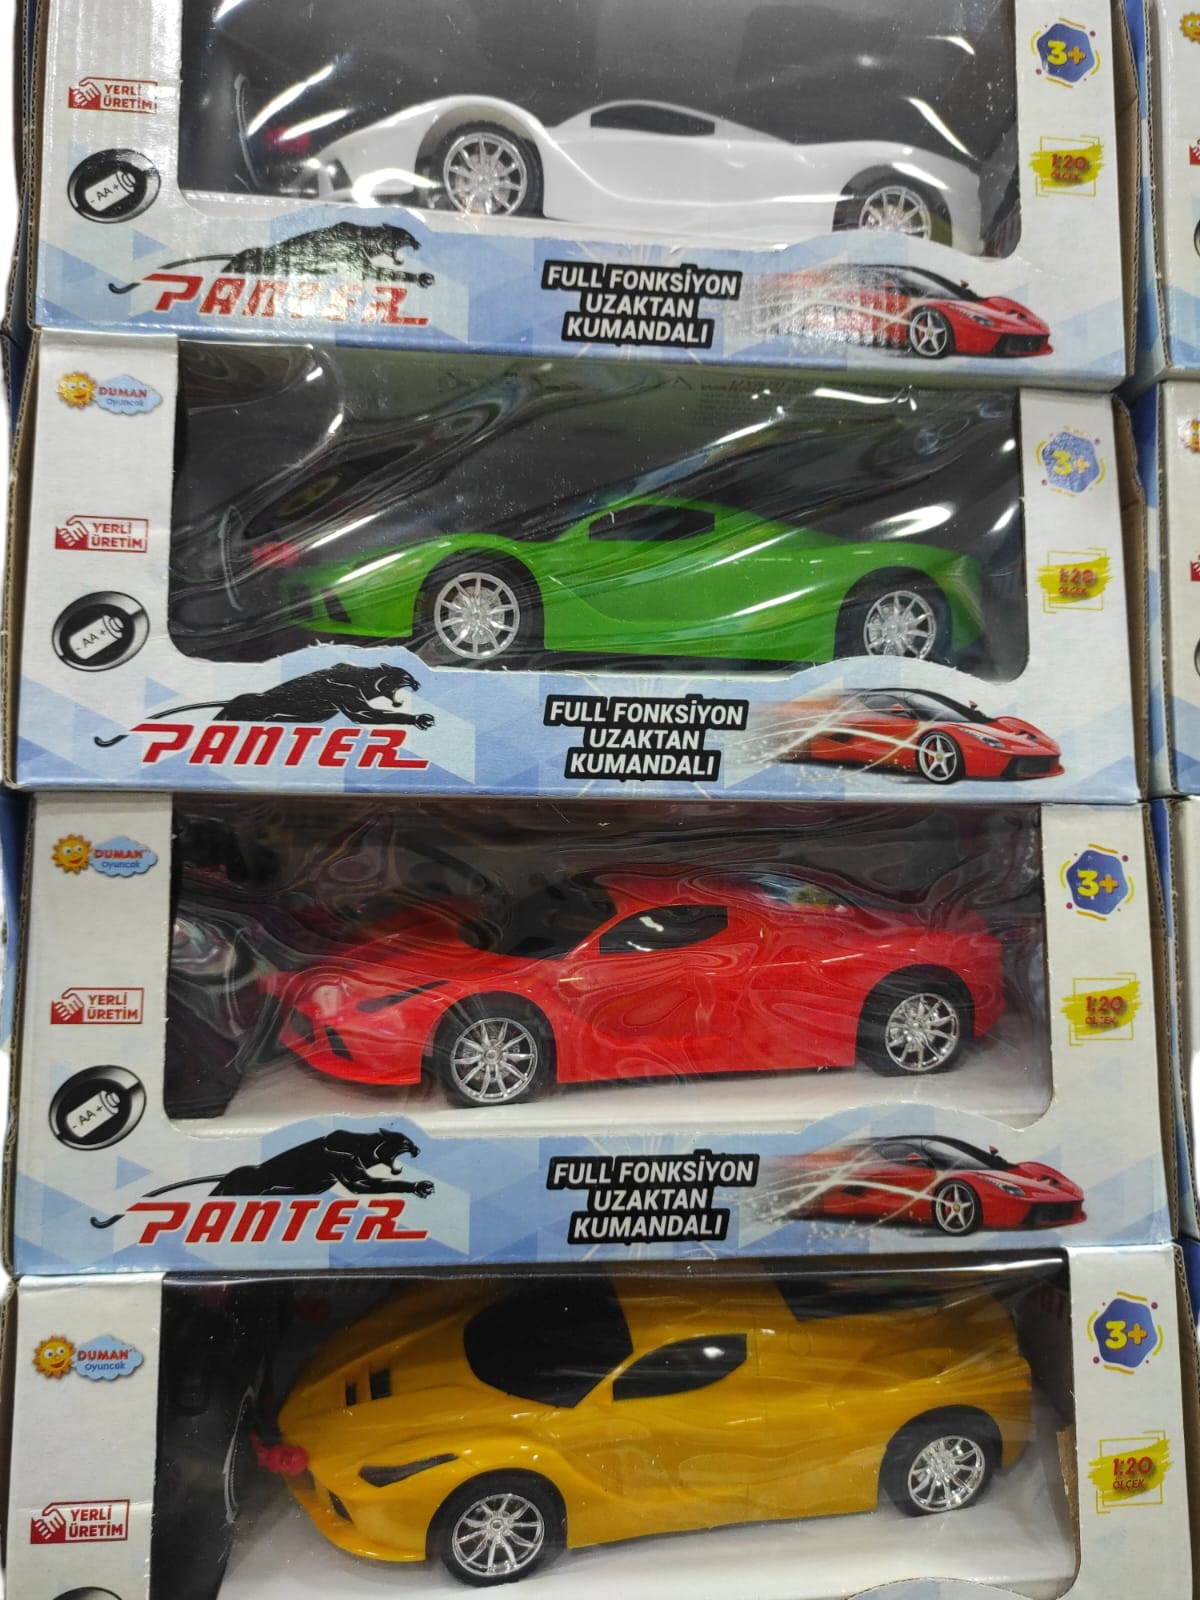 YERLİ
ÜRETİM
- AA +
3+
1:20
ÖLÇEK
PANTER
FULL FONKSİYON
UZAKTAN
KUMANDALI
DUMAN
Oyuncak
YERLİ
ÜRETİM
- AA +
3+
1:20
ÖLÇEK
PANTER
FULL FONKSİYON
UZAKTAN
KUMANDALI
DUMAN
Oyuncak
YERLİ
ÜRETİM
- AA +
3+
1:20
ÖLÇEK
PANTER
FULL FONKSİYON
UZAKTAN
KUMANDALI
DUMAN
Oyuncak
YERLİ
ÜRETİM
3+
1:20
ÖLÇEK